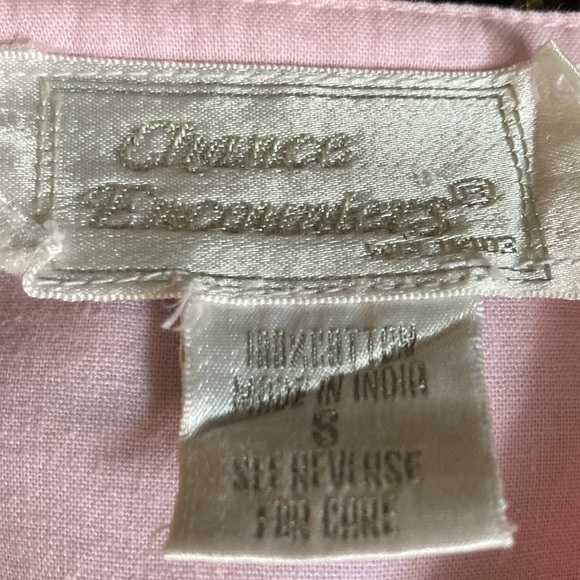 Chance
Encounters®
100% COTTON
MADE IN INDIA
S
SEE REVERSE
FOR CARE